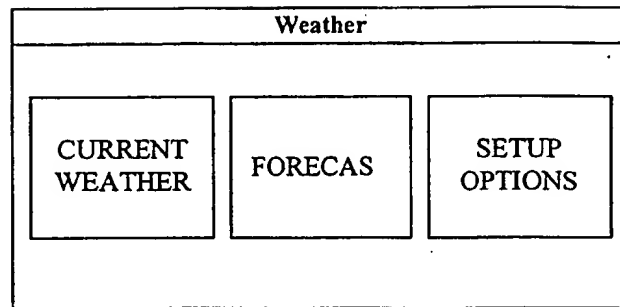 Weather
CURRENT
WEATHER
FORECAS
SETUP
OPTIONS